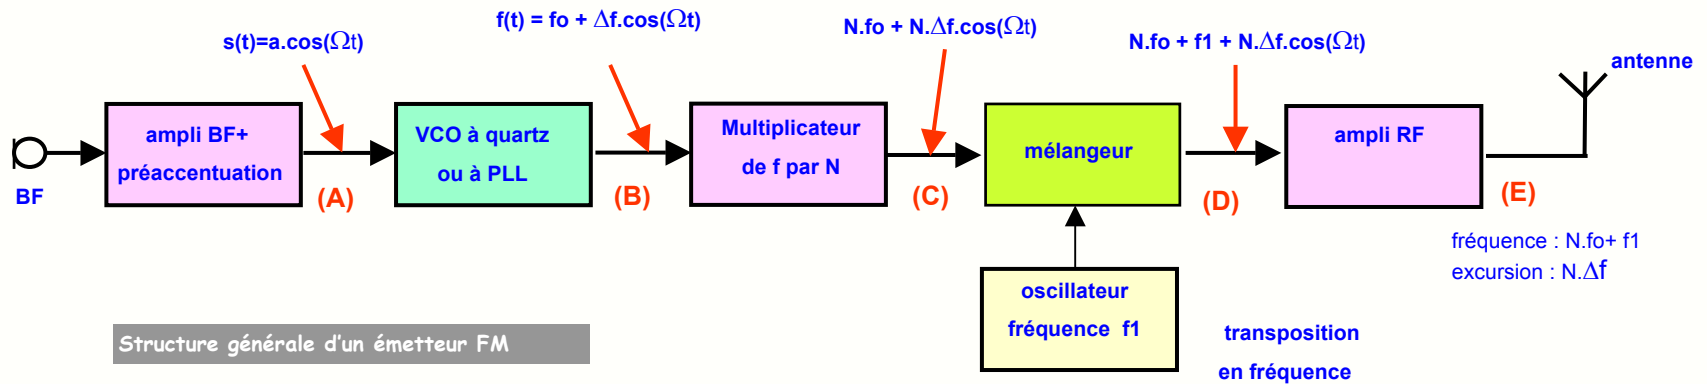 f(t) = fo + Δf.cos(Ωt)
s(t)=a.cos(Ωt)
N.fo + N.Δf.cos(Ωt)
N.fo + f1 + N.Δf.cos(Ωt)
antenne
BF
ampli BF+
préaccentuation
(A)
VCO à quartz
ou à PLL
(B)
Multiplicateur
de f par N
(C)
mélangeur
(D)
ampli RF
(E)
fréquence : N.fo+ f1
excursion : N.Δf
oscillateur
fréquence f1
transposition
en fréquence
Structure générale d'un émetteur FM